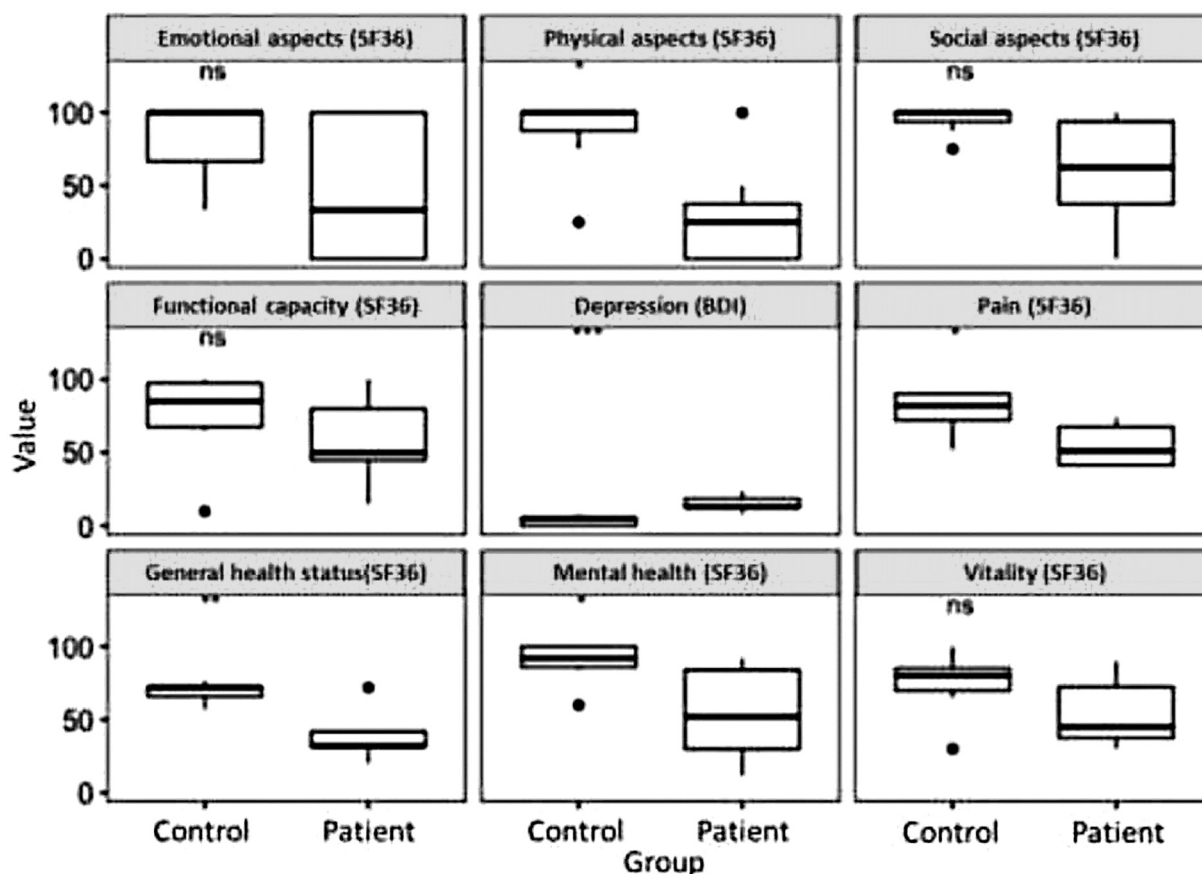 Emotional aspects (SF36) Physical aspects (SF36) Social aspects (SF36)
ns ns
100
50
0
Functional capacity (SF36) Depression (BDI) Pain (SF36)
ns
100
50
0
Value
General health status(SF36) Mental health (SF36) Vitality (SF36)
ns
100
50
0
Control Patient Control Patient Control Patient
Group